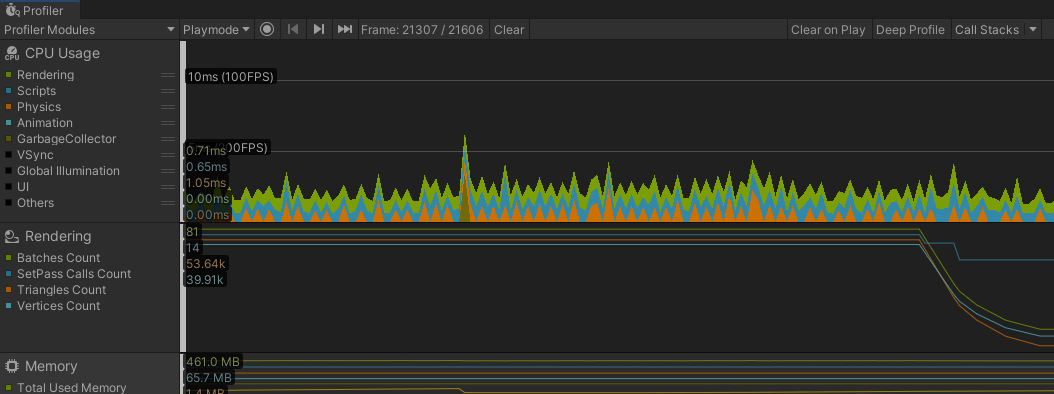 Profiler
Profiler Modules
Playmode
Frame: 21307 / 21606
Clear
Clear on Play
Deep Profile
Call Stacks
CPU Usage
Rendering
Scripts
Physics
Animation
GarbageCollector
VSync
Global Illumination
UI
Others
10ms (100FPS)
00FPS)
0.71ms
0.65ms
1.05ms
0.00ms
0.00ms
Rendering
Batches Count
SetPass Calls Count
Triangles Count
Vertices Count
81
14
53.64k
39.91k
Memory
Total Used Memory
461.0 MB
65.7 MB
1.4 MB